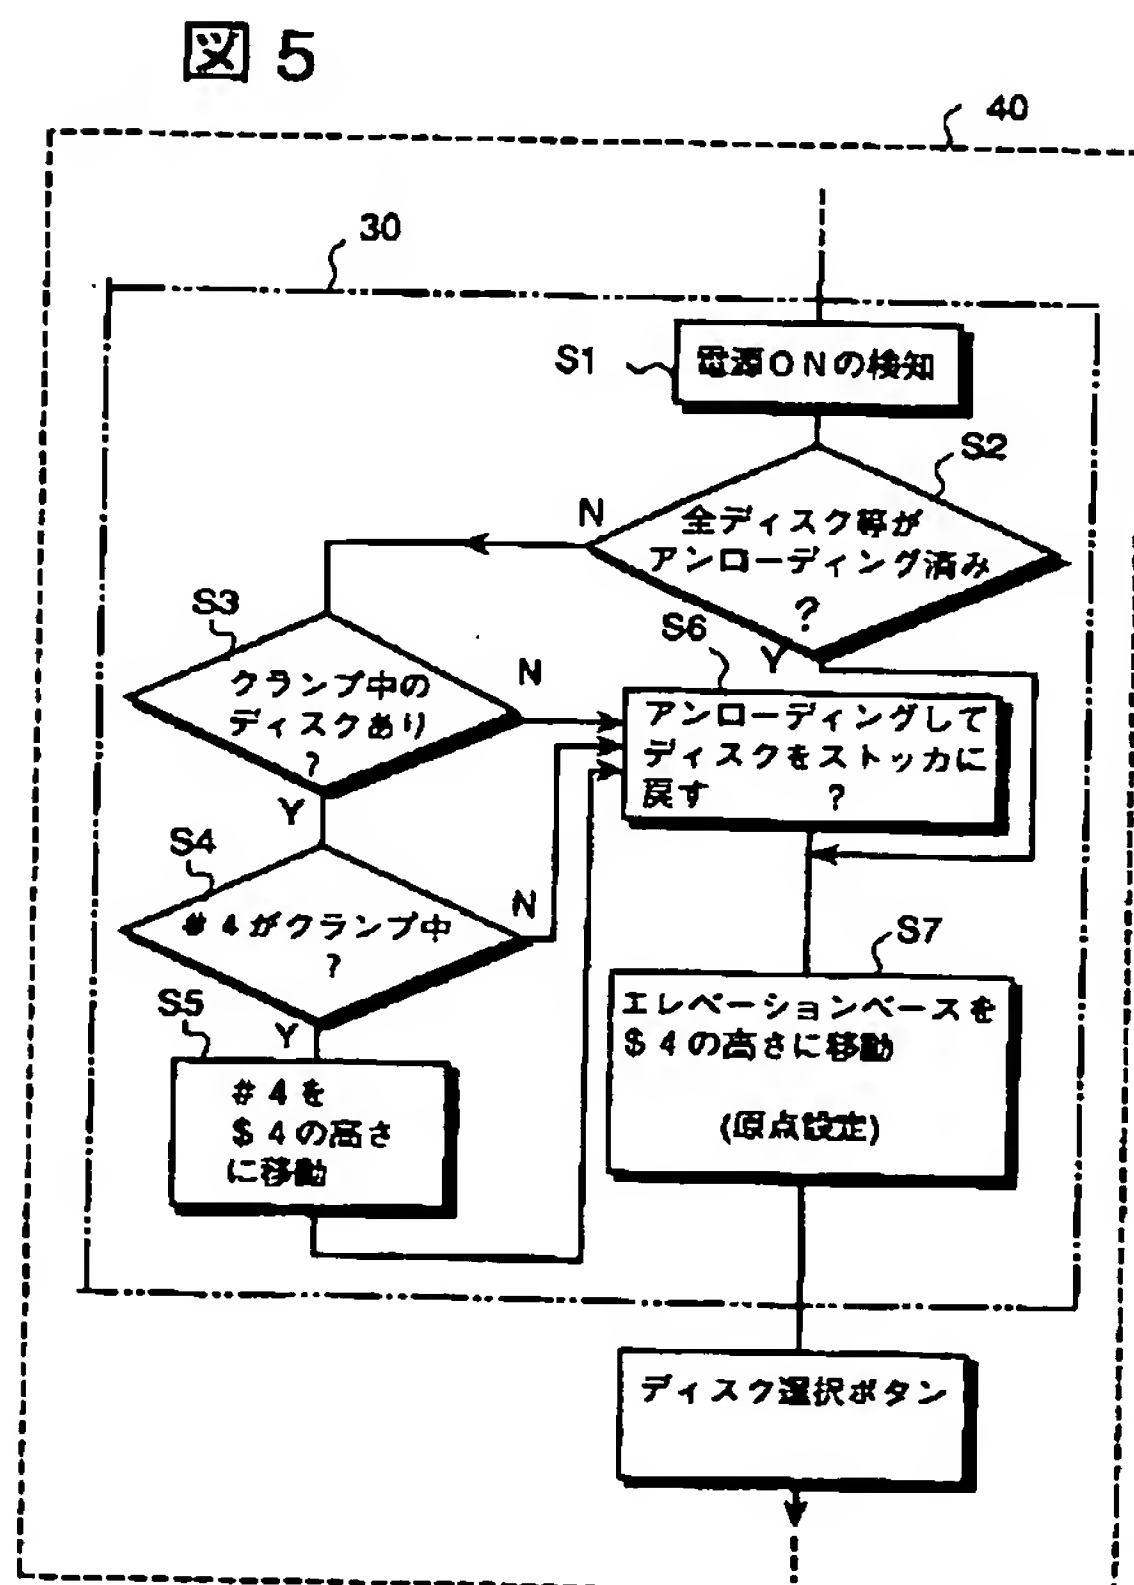 図 5
40
30
S1
電源ONの検知
S2
N
全ディスク等が
アンローディング済み
?
Y
S3
クランプ中の
ディスクあり
?
N
Y
S6
アンローディングして
ディスクをストッカに
戻す ?
S4
#4がクランプ中
?
N
Y
S5
#4を
$4の高さ
に移動
S7
エレベーションベースを
$4の高さに移動
(原点設定)
ディスク選択ボタン